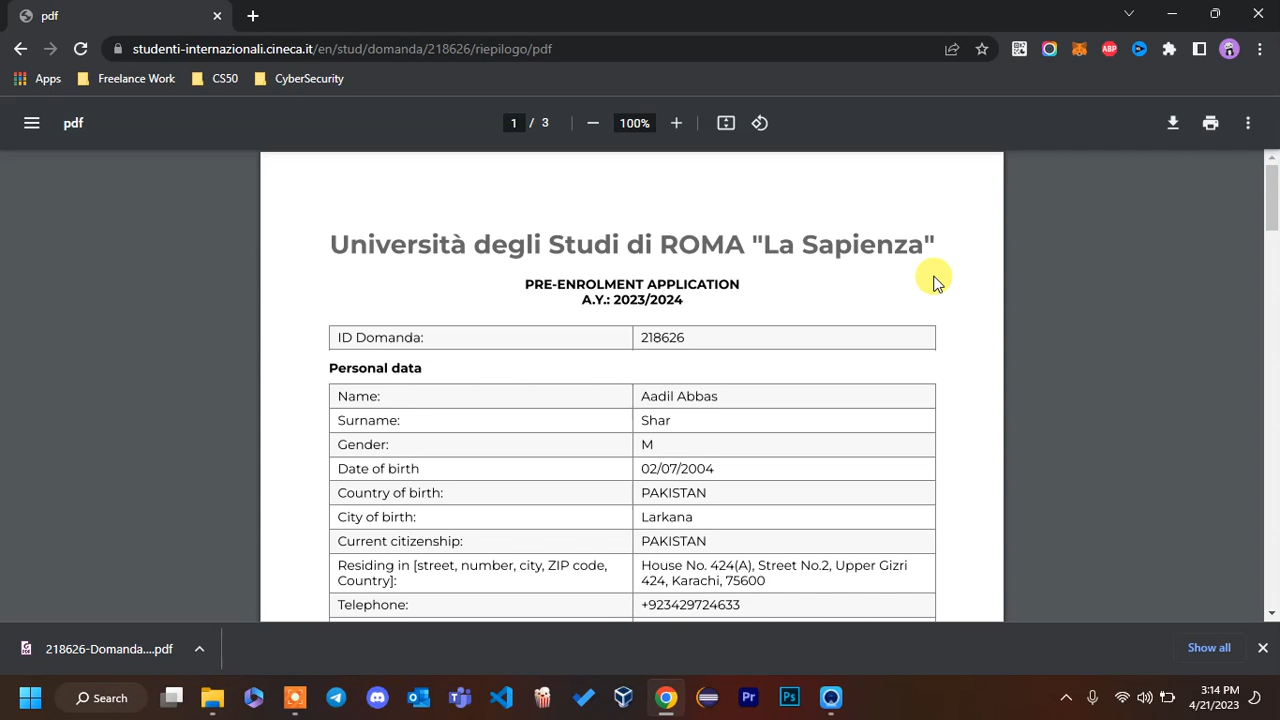 pdf
studenti-internazionali.cineca.it/en/stud/domanda/218626/riepilogo/pdf
ABP
Apps Freelance Work CS50 CyberSecurity
pdf 1 / 3 100%
Università degli Studi di ROMA "La Sapienza"
PRE-ENROLMENT APPLICATION
A.Y.: 2023/2024
ID Domanda: 218626
Personal data
Name: Aadil Abbas
Surname: Shar
Gender: M
Date of birth 02/07/2004
Country of birth: PAKISTAN
City of birth: Larkana
Current citizenship: PAKISTAN
Residing in [street, number, city, ZIP code, House No. 424(A), Street No.2, Upper Gizri
Country]: 424, Karachi, 75600
Telephone: +923429724633
218626-Domanda....pdf Show all
Search Pr Ps 3:14 PM
4/21/2023